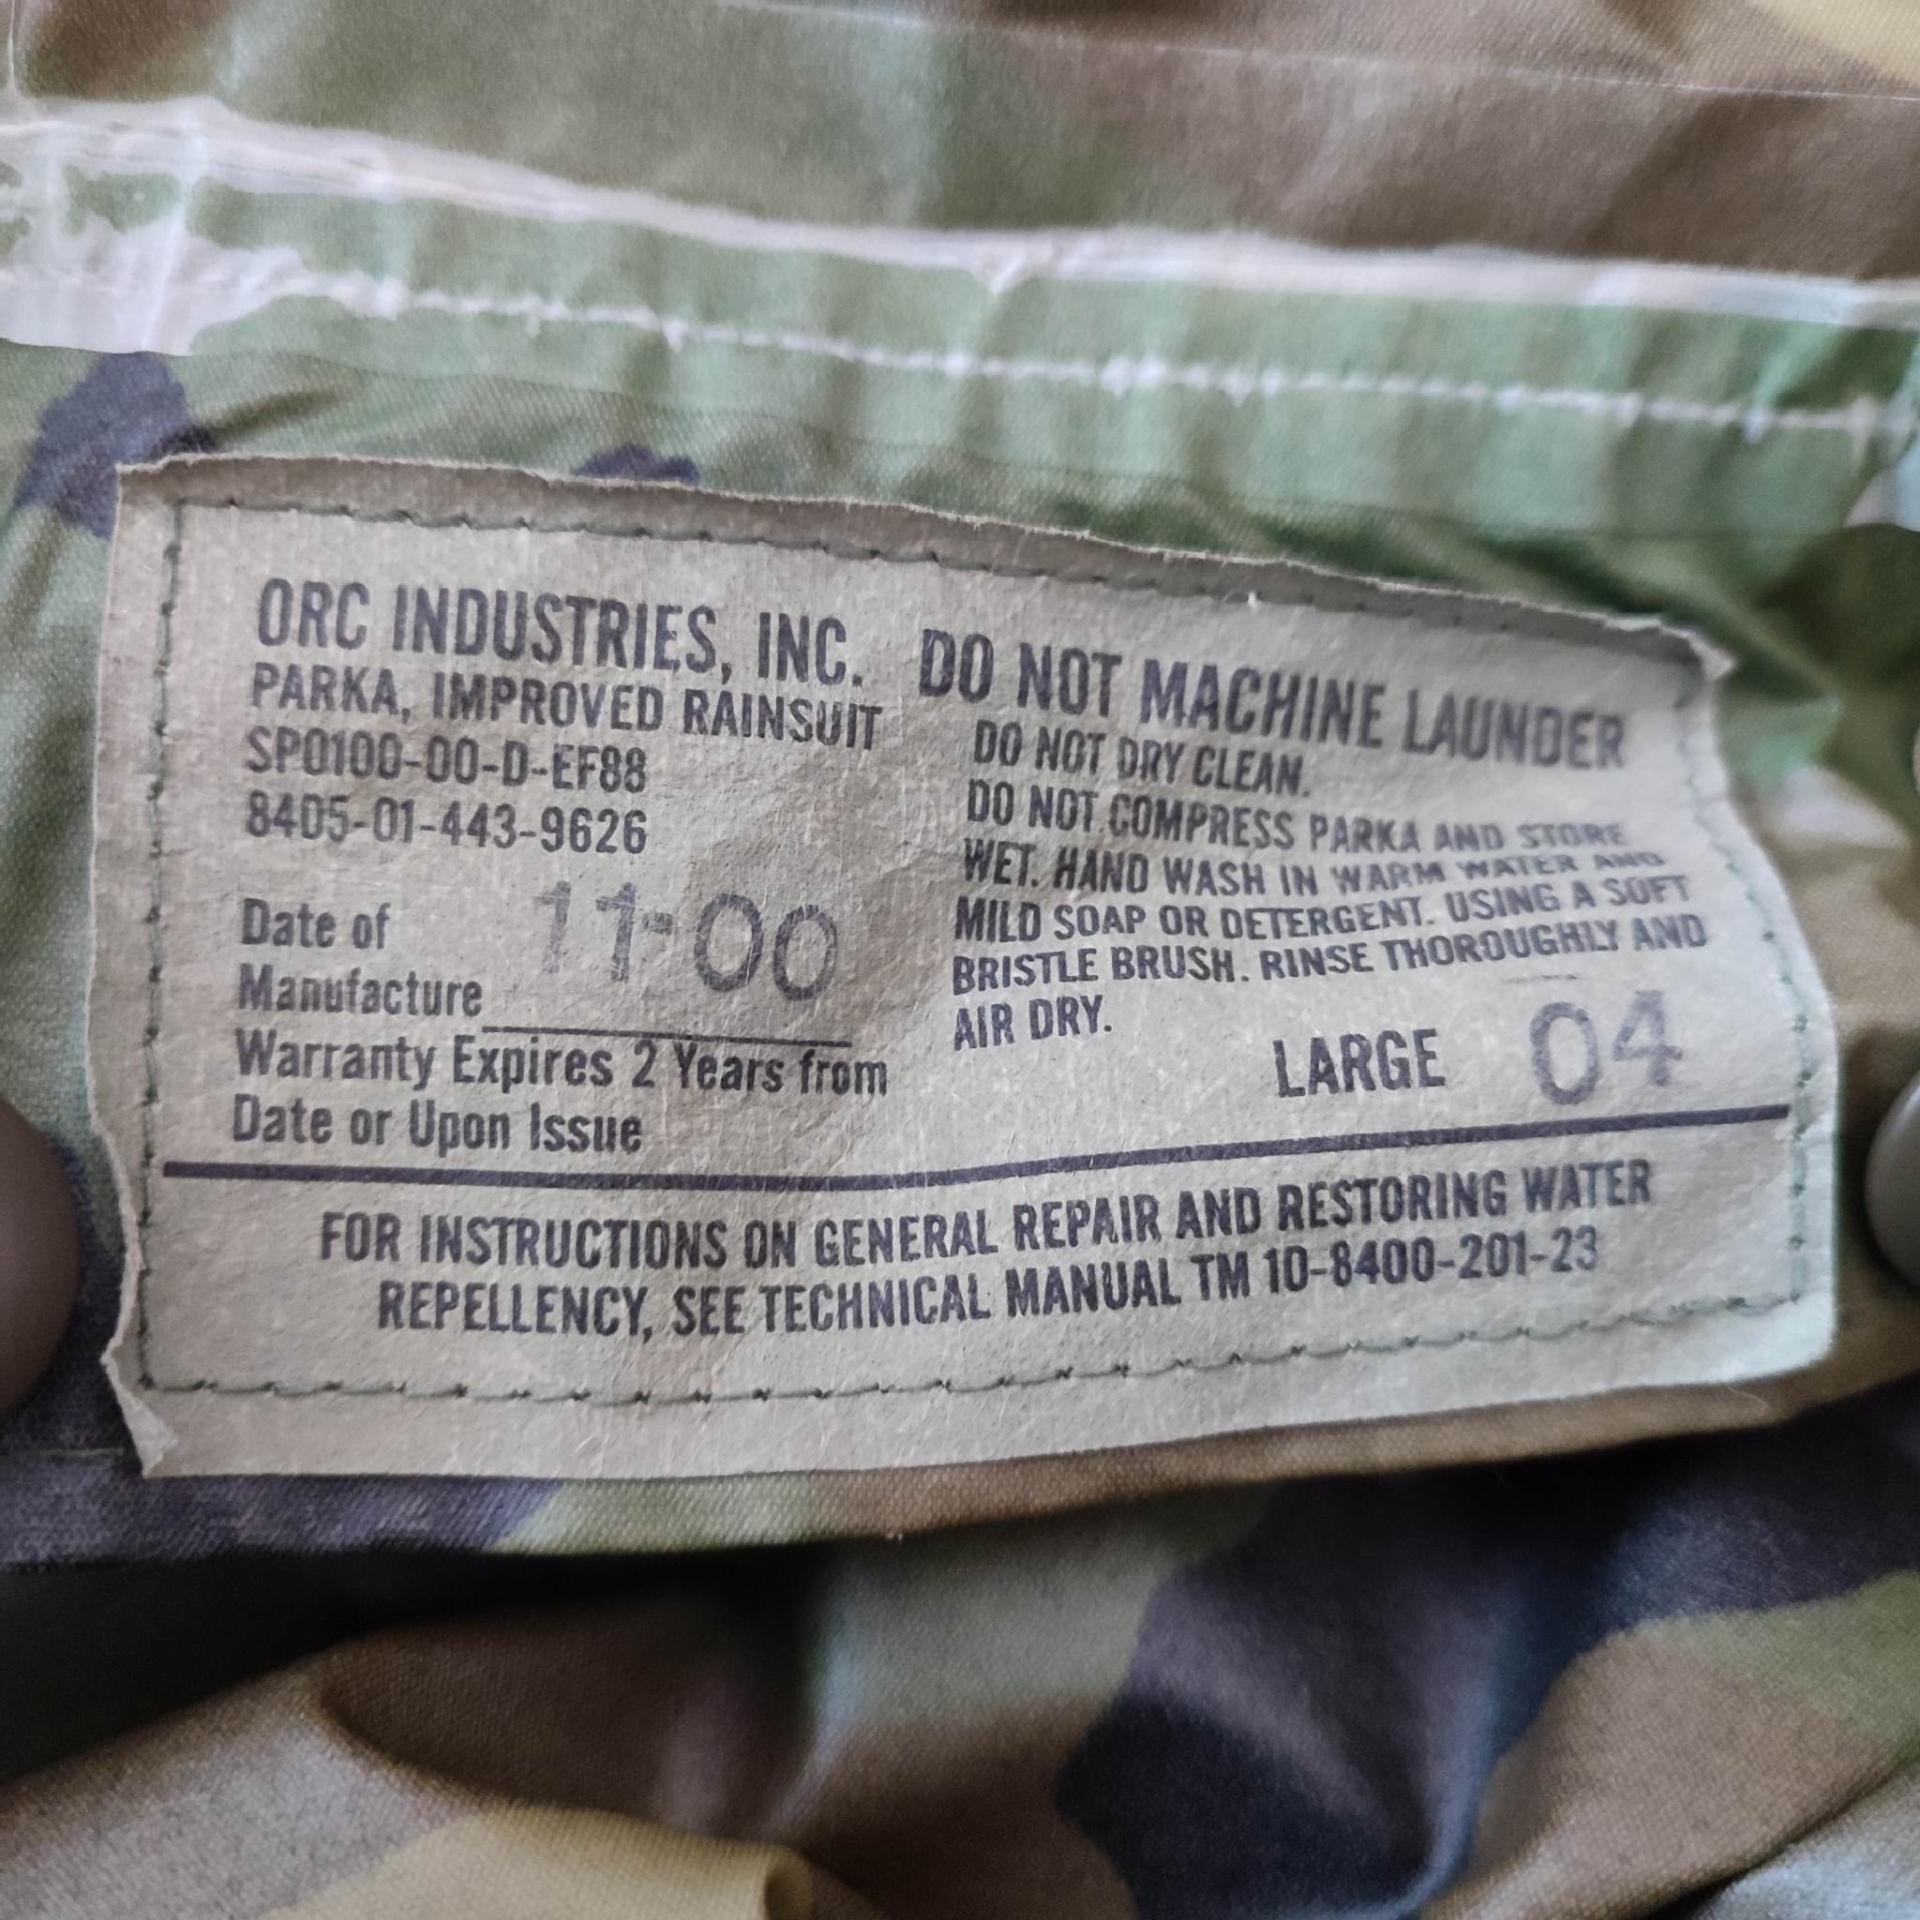 ORC INDUSTRIES, INC.
PARKA, IMPROVED RAINSUIT
SPO100-00-D-EF88
8405-01-443-9626
Date of
Manufacture 11-00
Warranty Expires 2 Years from
Date or Upon Issue
DO NOT MACHINE LAUNDER
DO NOT DRY CLEAN.
DO NOT COMPRESS PARKA AND STORE
WET. HAND WASH IN WARM WATER AND
MILD SOAP OR DETERGENT. USING A SOFT
BRISTLE BRUSH. RINSE THOROUGHLY AND
AIR DRY.
LARGE 04
FOR INSTRUCTIONS ON GENERAL REPAIR AND RESTORING WATER
REPELLENCY, SEE TECHNICAL MANUAL TM 10-8400-201-23